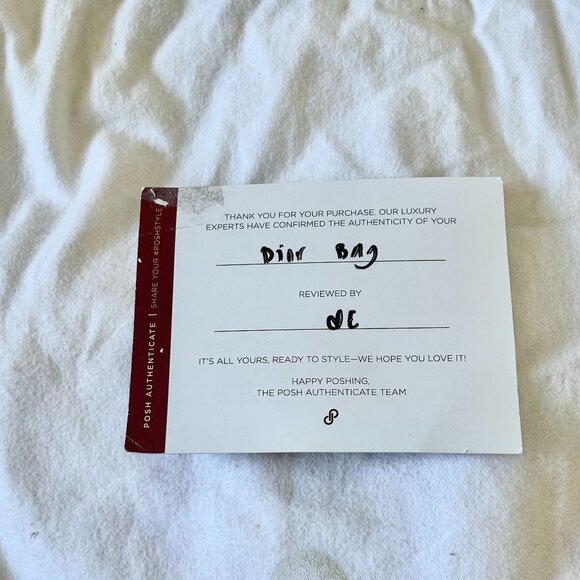 THANK YOU FOR YOUR PURCHASE. OUR LUXURY
EXPERTS HAVE CONFIRMED THE AUTHENTICITY OF YOUR
Dior Bag
REVIEWED BY
IT'S ALL YOURS, READY TO STYLE—WE HOPE YOU LOVE IT!
HAPPY POSHING,
THE POSH AUTHENTICATE TEAM
POSH AUTHENTICATE | SHARE YOUR #POSHSTYLE